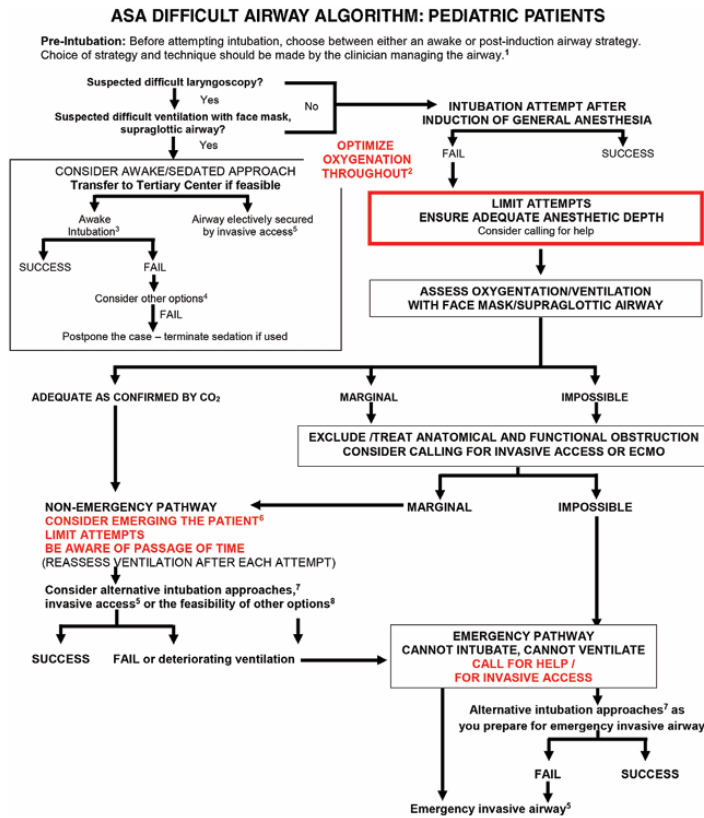 ASA DIFFICULT AIRWAY ALGORITHM: PEDIATRIC PATIENTS
Pre-Intubation: Before attempting intubation, choose between either an awake or post-induction airway strategy.
Choice of strategy and technique should be made by the clinician managing the airway.¹
Suspected difficult laryngoscopy?
Yes
No
Suspected difficult ventilation with face mask,
supraglottic airway?
Yes
INTUBATION ATTEMPT AFTER
INDUCTION OF GENERAL ANESTHESIA
FAIL
SUCCESS
OPTIMIZE
OXYGENATION
THROUGHOUT²
CONSIDER AWAKE/SEDATED APPROACH
Transfer to Tertiary Center if feasible
Awake
Intubation³
Airway electively secured
by invasive access⁵
SUCCESS
FAIL
Consider other options⁴
FAIL
Postpone the case – terminate sedation if used
LIMIT ATTEMPTS
ENSURE ADEQUATE ANESTHETIC DEPTH
Consider calling for help
ASSESS OXYGENTATION/VENTILATION
WITH FACE MASK/SUPRAGLOTTIC AIRWAY
ADEQUATE AS CONFIRMED BY CO₂
MARGINAL
IMPOSSIBLE
EXCLUDE /TREAT ANATOMICAL AND FUNCTIONAL OBSTRUCTION
CONSIDER CALLING FOR INVASIVE ACCESS OR ECMO
MARGINAL
IMPOSSIBLE
NON-EMERGENCY PATHWAY
CONSIDER EMERGING THE PATIENT⁶
LIMIT ATTEMPTS
BE AWARE OF PASSAGE OF TIME
(REASSESS VENTILATION AFTER EACH ATTEMPT)
Consider alternative intubation approaches,⁷
invasive access⁵ or the feasibility of other options⁸
SUCCESS
FAIL or deteriorating ventilation
EMERGENCY PATHWAY
CANNOT INTUBATE, CANNOT VENTILATE
CALL FOR HELP /
FOR INVASIVE ACCESS
Alternative intubation approaches⁷ as
you prepare for emergency invasive airway
FAIL
SUCCESS
Emergency invasive airway⁵